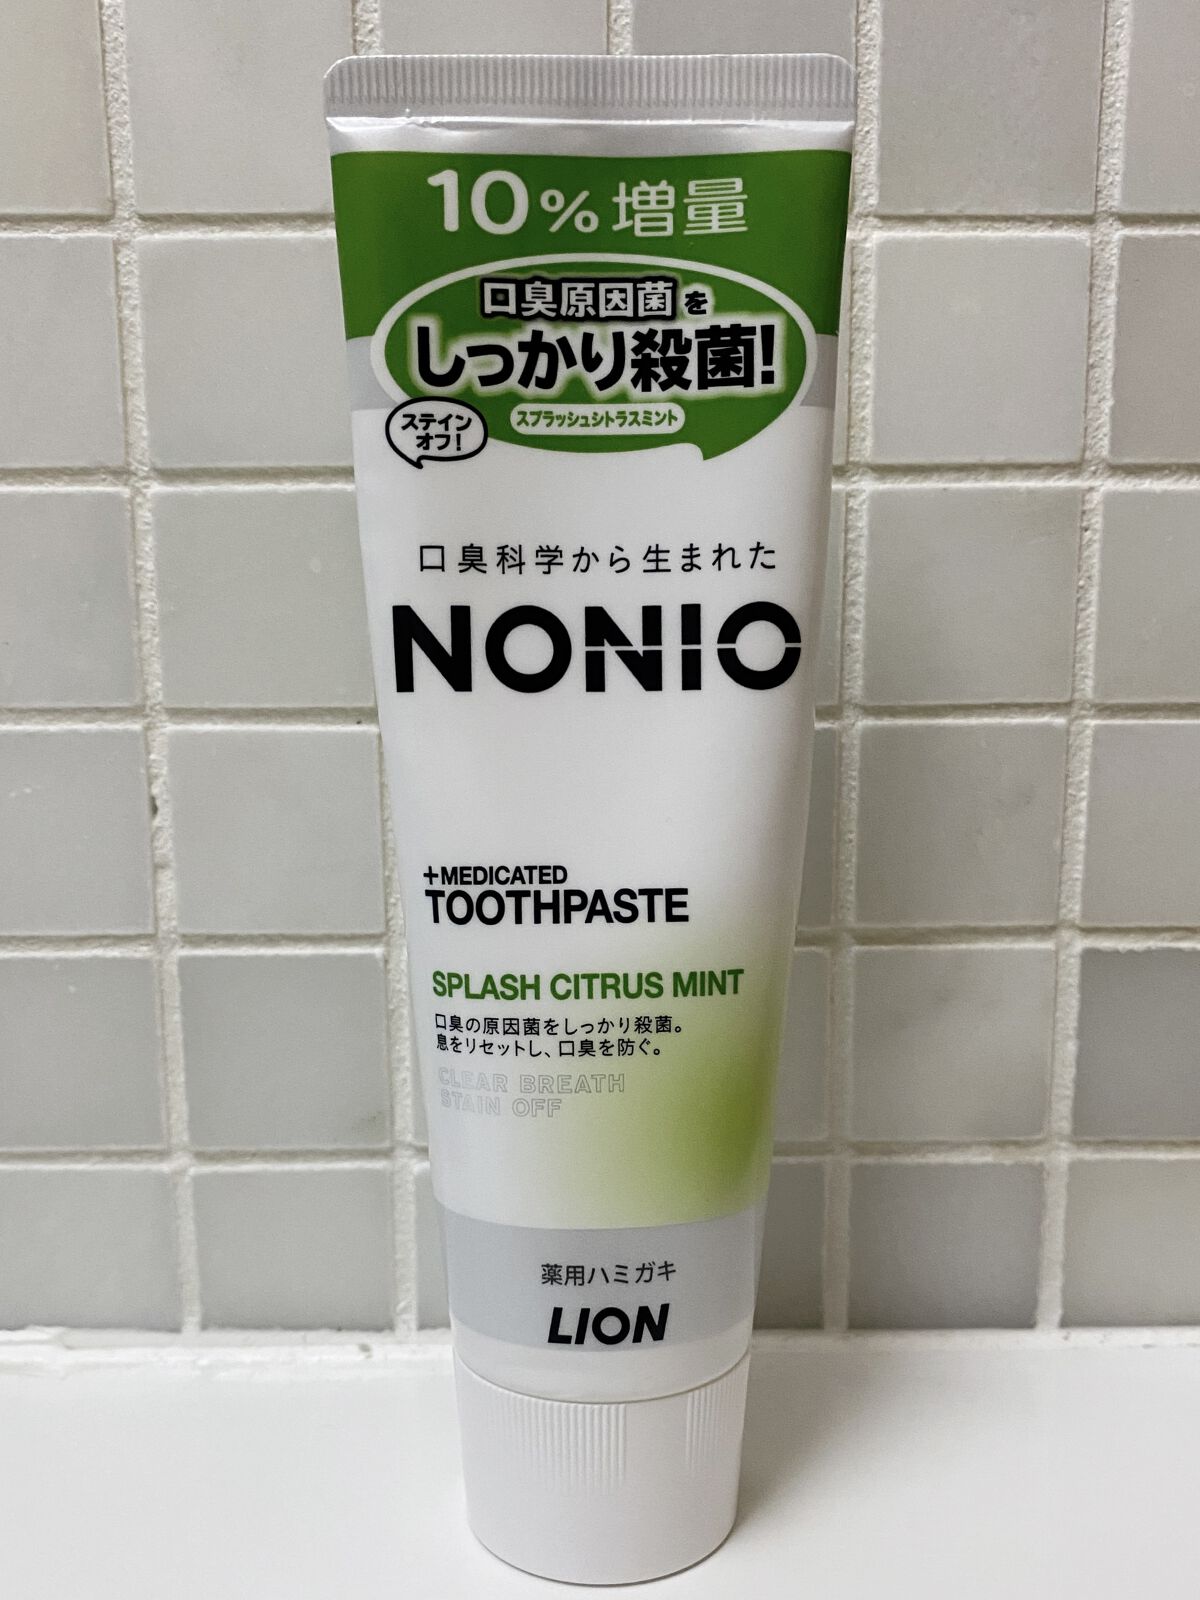 10%増量
口臭原因菌を
しっかり殺菌!
スプラッシュシトラスミント
ステイン
オフ!
口臭科学から生まれた
NONIO
+MEDICATED
TOOTHPASTE
SPLASH CITRUS MINT
口臭の原因菌をしっかり殺菌。
息をリセットし、口臭を防ぐ。
CLEAR BREATH
STAIN OFF
薬用ハミガキ
LION